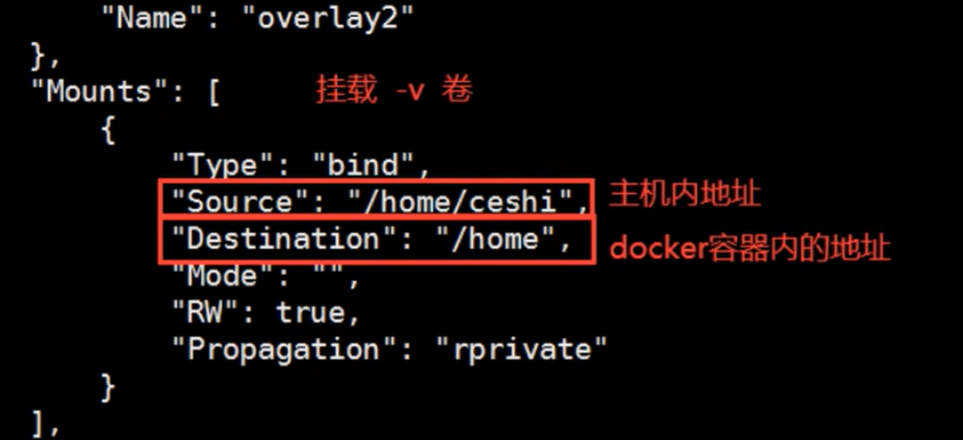 "Name": "overlay2"
},
"Mounts": [ 挂载 -v 卷
{
"Type": "bind",
"Source": "/home/ceshi", 主机内地址
"Destination": "/home", docker容器内的地址
"Mode": "",
"RW": true,
"Propagation": "rprivate"
}
],